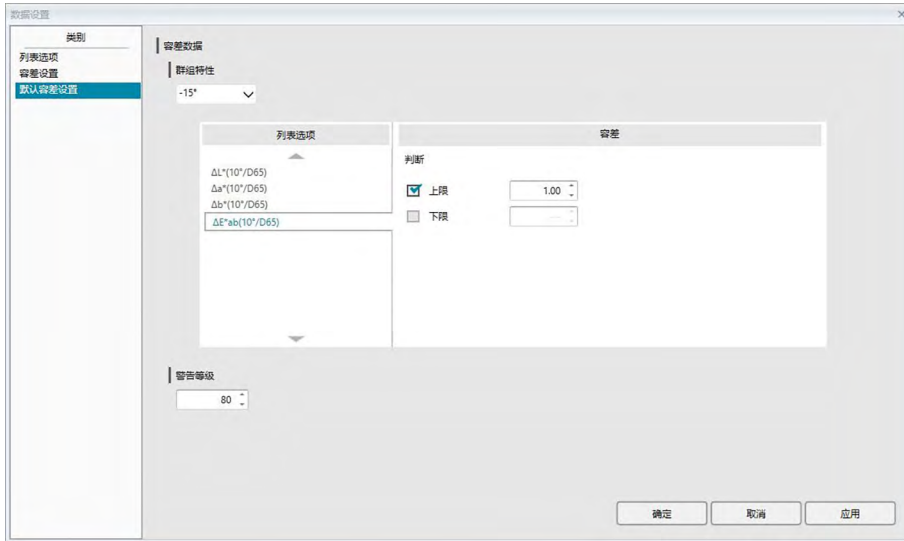 数据设置
类别
列表选项
容差设置
默认容差设置
容差数据
群组特性
-15°
列表选项
容差
ΔL*(10°/D65)
Δa*(10°/D65)
Δb*(10°/D65)
ΔE*ab(10°/D65)
判断
上限 1.00
下限 ---
警告等级
80
确定 取消 应用